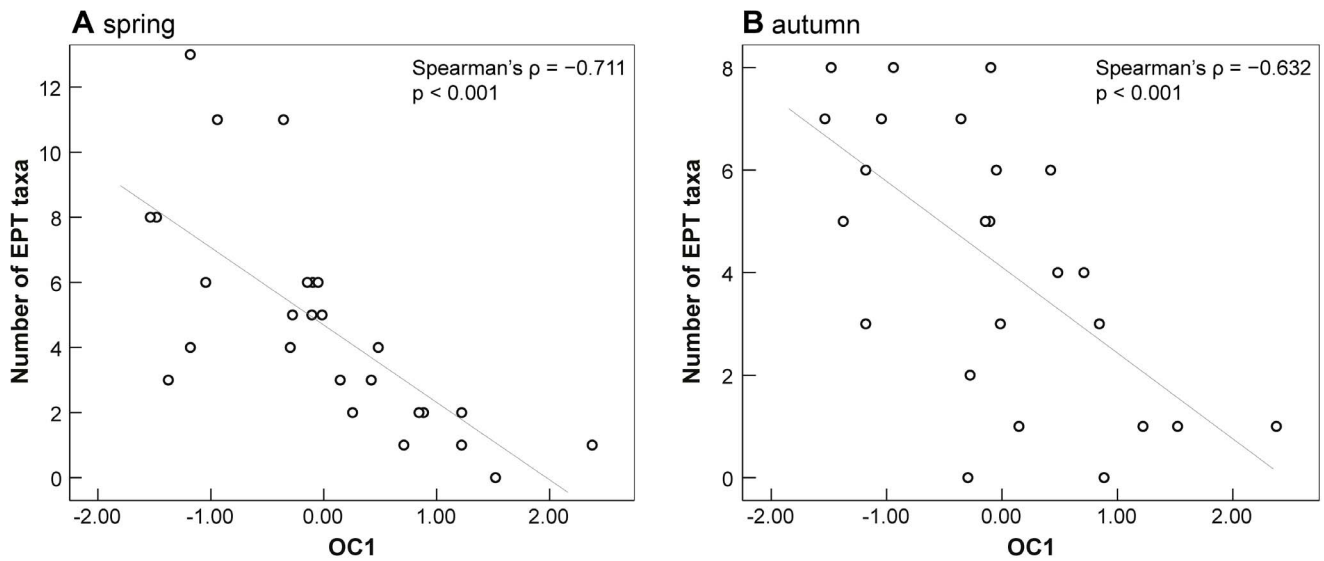 A spring
Spearman's ρ = −0.711
p < 0.001
Number of EPT taxa
12
10
8
6
4
2
0
-2.00 -1.00 0.00 1.00 2.00
OC1
B autumn
Spearman's ρ = −0.632
p < 0.001
Number of EPT taxa
8
6
4
2
0
-2.00 -1.00 0.00 1.00 2.00
OC1